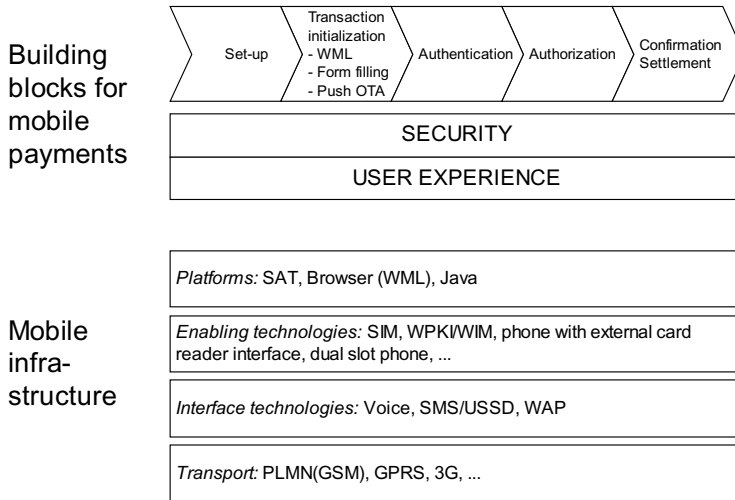 Building
blocks for
mobile
payments
Set-up
Transaction
initialization
- WML
- Form filling
- Push OTA
Authentication
Authorization
Confirmation
Settlement
SECURITY
USER EXPERIENCE
Mobile
infra-
structure
Platforms: SAT, Browser (WML), Java
Enabling technologies: SIM, WPKI/WIM, phone with external card
reader interface, dual slot phone, ...
Interface technologies: Voice, SMS/USSD, WAP
Transport: PLMN(GSM), GPRS, 3G, ...